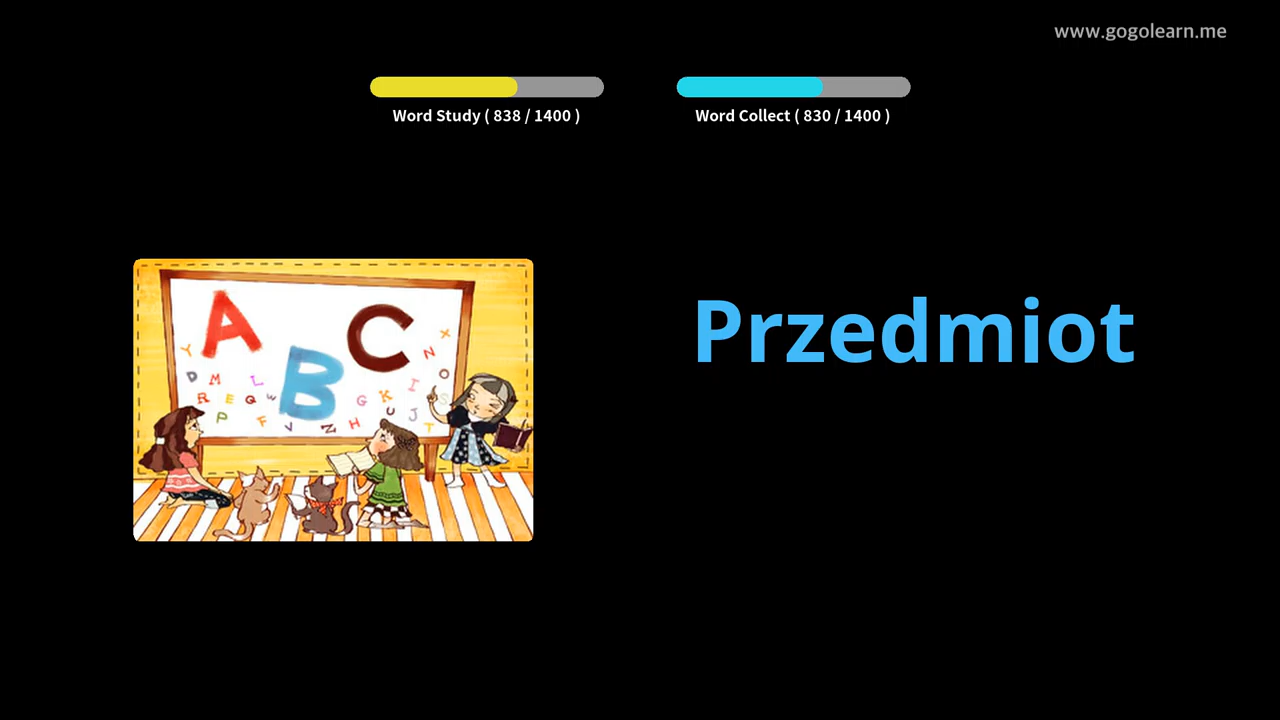 www.gogolearn.me
Word Study ( 838 / 1400 )
Word Collect ( 830 / 1400 )
Przedmiot
A
C
B
Y
X
N
D M L
O
I
R E Q W
G K
S
P
F
V
Z H
U J
T